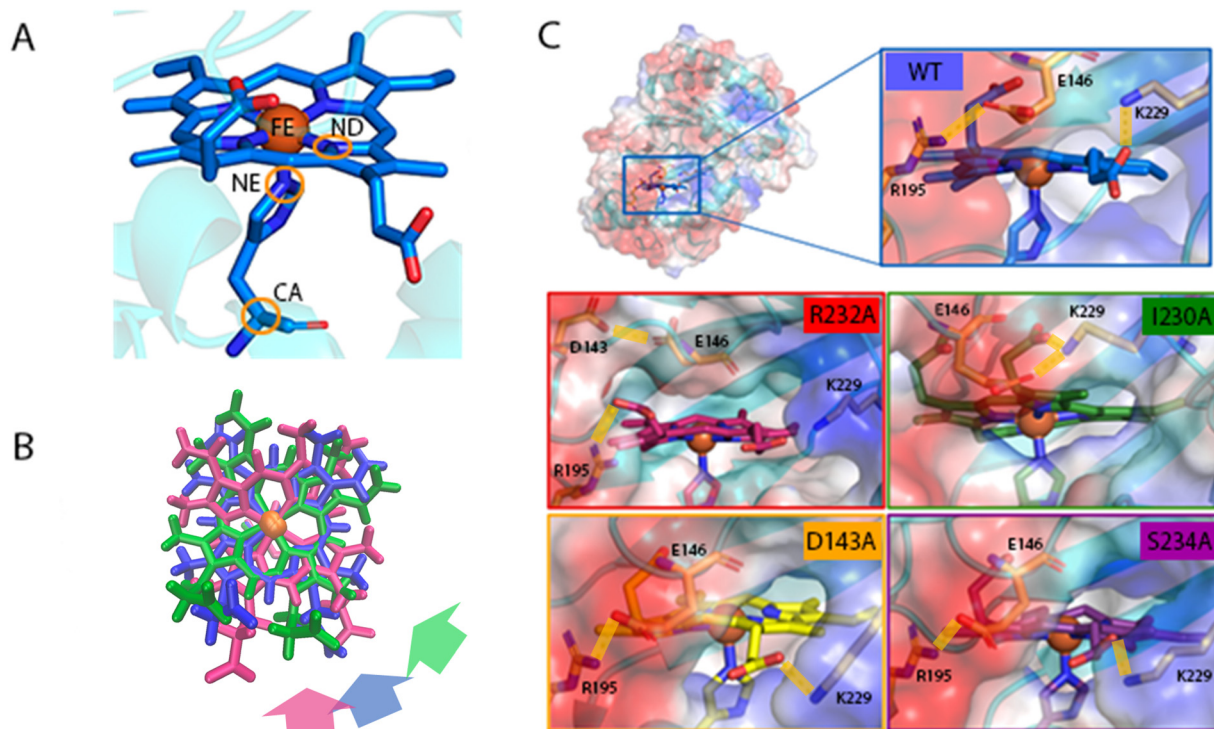 A
FE
ND
NE
CA
B
C
WT
E146
K229
R195
R232A
D143
E146
K229
R195
I230A
E146
K229
D143A
E146
R195
K229
S234A
E146
R195
K229